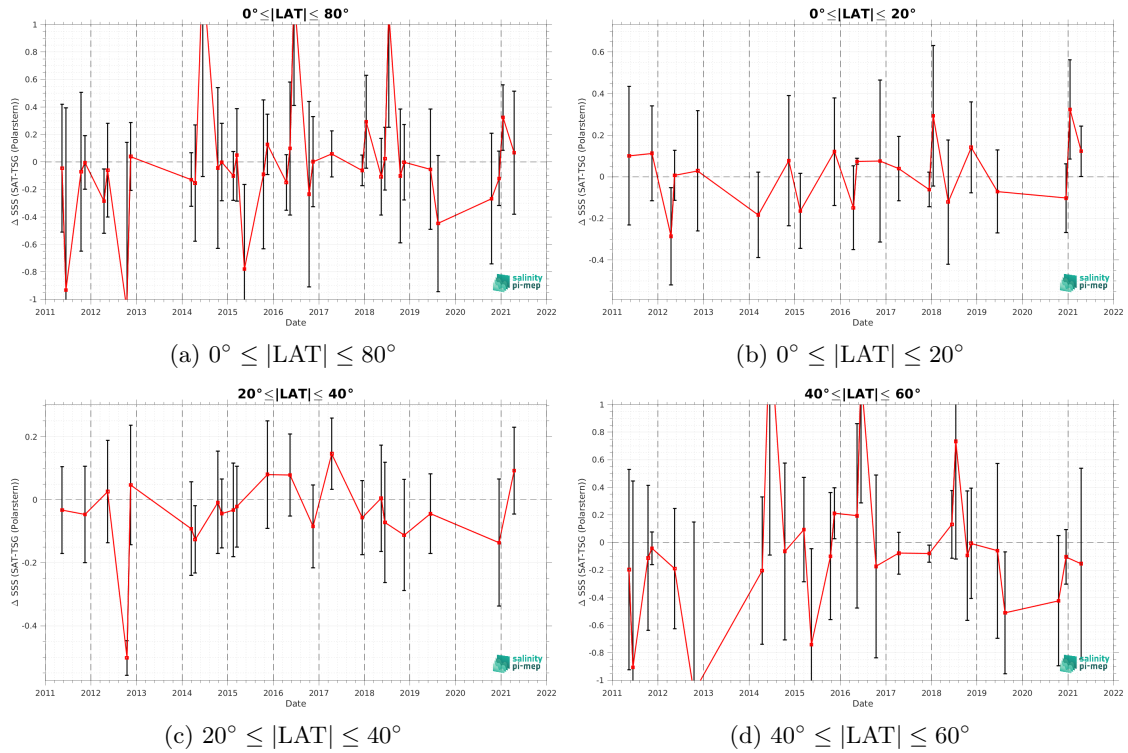 0°≤|LAT|≤ 80°
1
0.8
0.6
0.4
0.2
0
-0.2
-0.4
-0.6
-0.8
-1
Δ SSS (SAT-TSG (Polarstern))
2011 2012 2013 2014 2015 2016 2017 2018 2019 2020 2021 2022
Date
salinity
pi-mep
(a) 0° ≤ |LAT| ≤ 80°
0°≤|LAT|≤ 20°
0.6
0.4
0.2
0
-0.2
-0.4
Δ SSS (SAT-TSG (Polarstern))
2011 2012 2013 2014 2015 2016 2017 2018 2019 2020 2021 2022
Date
salinity
pi-mep
(b) 0° ≤ |LAT| ≤ 20°
20°≤|LAT|≤ 40°
0.2
0
-0.2
-0.4
Δ SSS (SAT-TSG (Polarstern))
2011 2012 2013 2014 2015 2016 2017 2018 2019 2020 2021 2022
Date
salinity
pi-mep
(c) 20° ≤ |LAT| ≤ 40°
40°≤|LAT|≤ 60°
1
0.8
0.6
0.4
0.2
0
-0.2
-0.4
-0.6
-0.8
-1
Δ SSS (SAT-TSG (Polarstern))
2011 2012 2013 2014 2015 2016 2017 2018 2019 2020 2021 2022
Date
salinity
pi-mep
(d) 40° ≤ |LAT| ≤ 60°